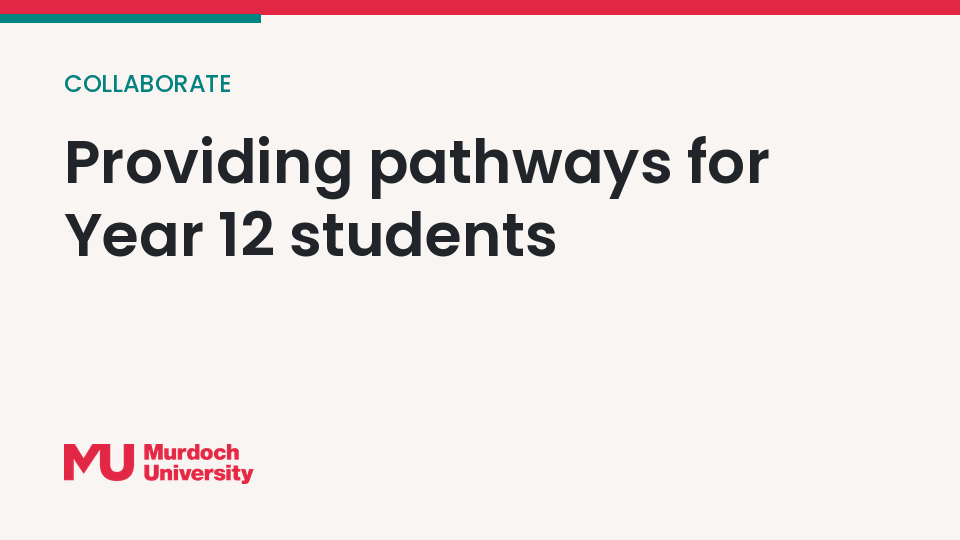 COLLABORATE
Providing pathways for
Year 12 students
MU Murdoch
University